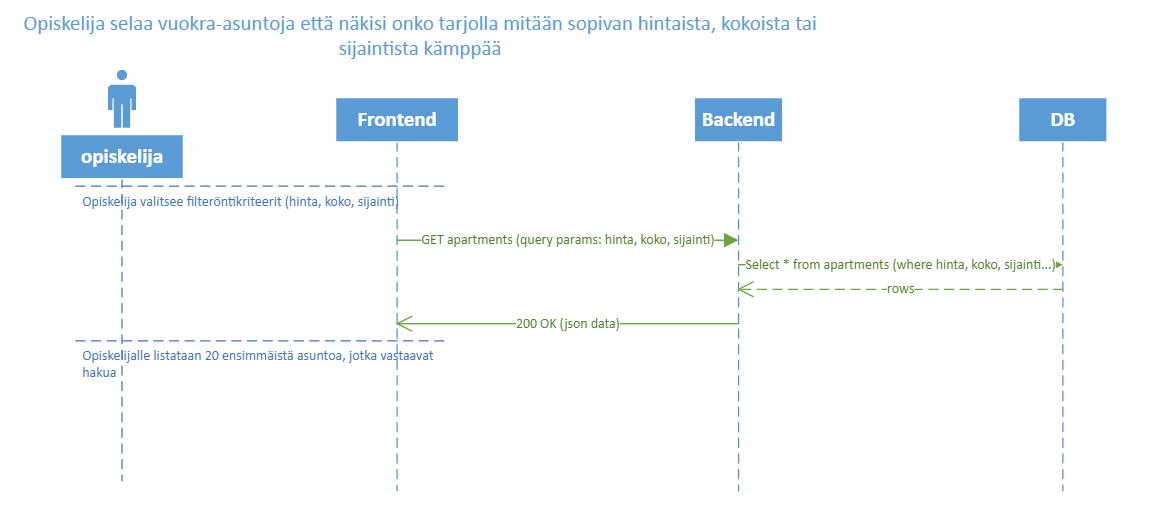 Opiskelija selaa vuokra-asuntoja että näkisi onko tarjolla mitään sopivan hintaista, kokoista tai
sijaintista kämppää
Frontend
Backend
DB
opiskelija
Opiskelija valitsee filteröntikriteerit (hinta, koko, sijainti)
GET apartments (query params: hinta, koko, sijainti)
Select * from apartments (where hinta, koko, sijainti...)
rows
200 OK (json data)
Opiskelijalle listataan 20 ensimmäistä asuntoa, jotka vastaavat
hakua